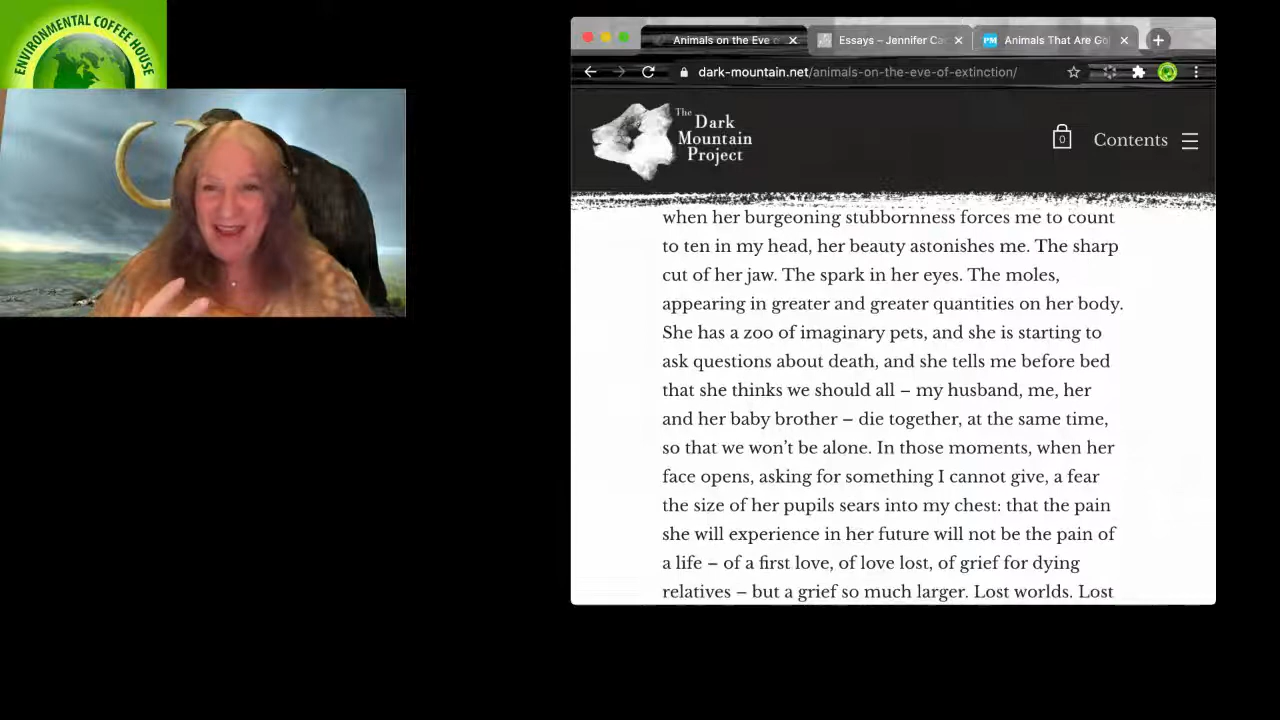 ENVIRONMENTAL COFFEE HOUSE
Animals on the Eve o
Essays – Jennifer Ca
Animals That Are Go
dark-mountain.net/animals-on-the-eve-of-extinction/
The
Dark
Mountain
Project
0
Contents
when her burgeoning stubbornness forces me to count
to ten in my head, her beauty astonishes me. The sharp
cut of her jaw. The spark in her eyes. The moles,
appearing in greater and greater quantities on her body.
She has a zoo of imaginary pets, and she is starting to
ask questions about death, and she tells me before bed
that she thinks we should all – my husband, me, her
and her baby brother – die together, at the same time,
so that we won’t be alone. In those moments, when her
face opens, asking for something I cannot give, a fear
the size of her pupils sears into my chest: that the pain
she will experience in her future will not be the pain of
a life – of a first love, of love lost, of grief for dying
relatives – but a grief so much larger. Lost worlds. Lost